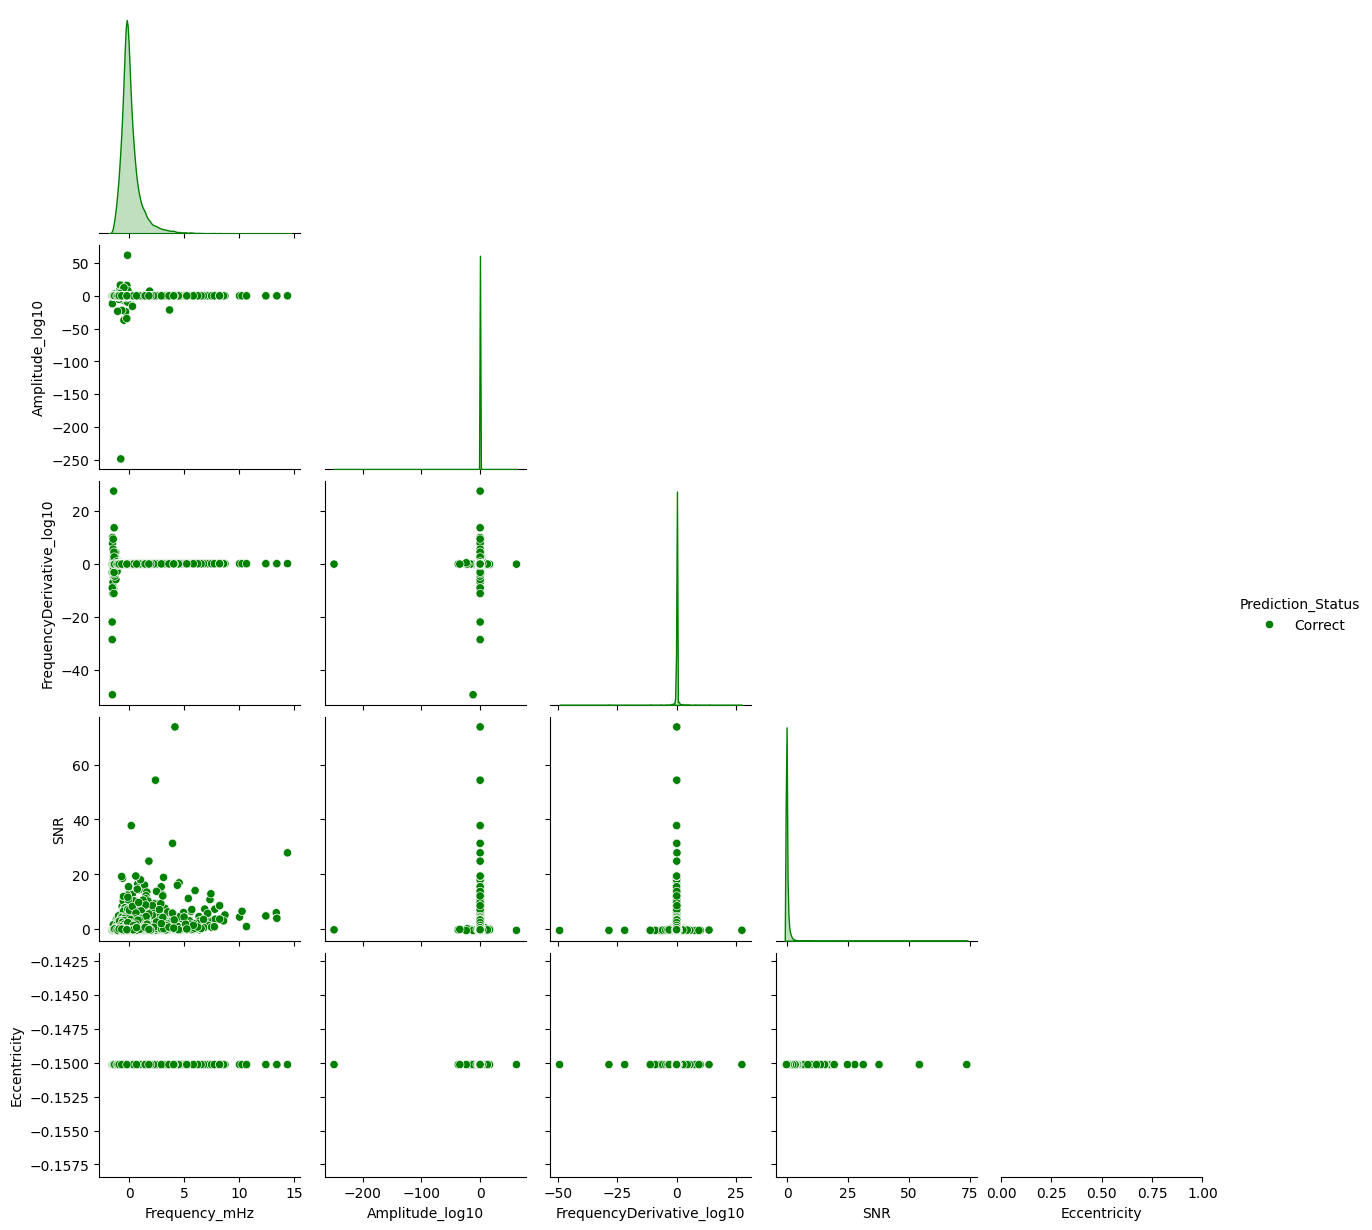 50
0
−50
−100
−150
−200
−250
Amplitude_log10
20
0
−20
−40
FrequencyDerivative_log10
Prediction_Status
Correct
60
40
20
0
SNR
−0.1425
−0.1450
−0.1475
−0.1500
−0.1525
−0.1550
−0.1575
Eccentricity
0 5 10 15 −200 −100 0 −50 −25 0 25 0 25 50 75 0.00 0.25 0.50 0.75 1.00
Frequency_mHz Amplitude_log10 FrequencyDerivative_log10 SNR Eccentricity